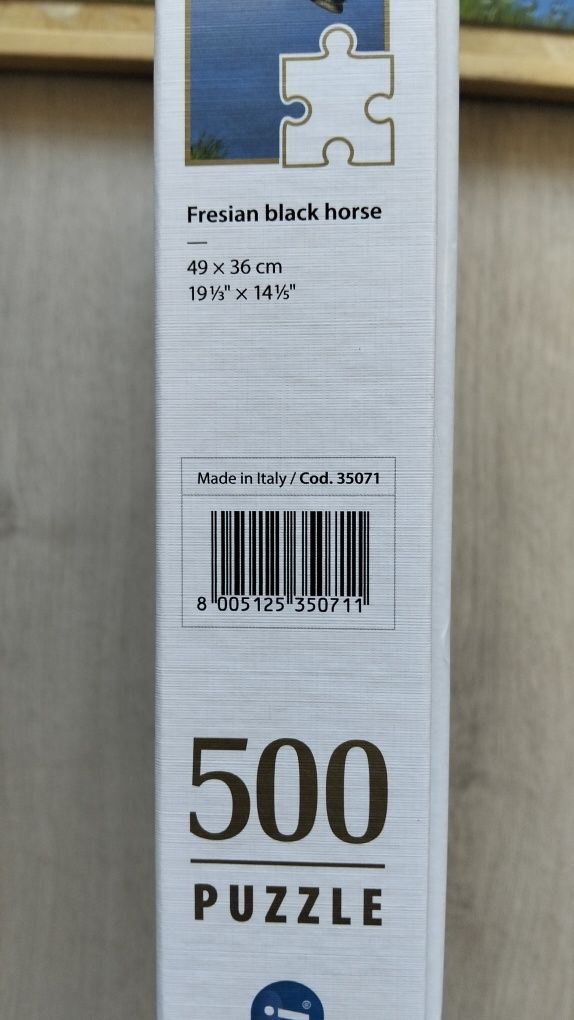 Fresian black horse
49 × 36 cm
19⅓" × 14⅕"
Made in Italy / Cod. 35071
8 005125 350711
500
PUZZLE
®